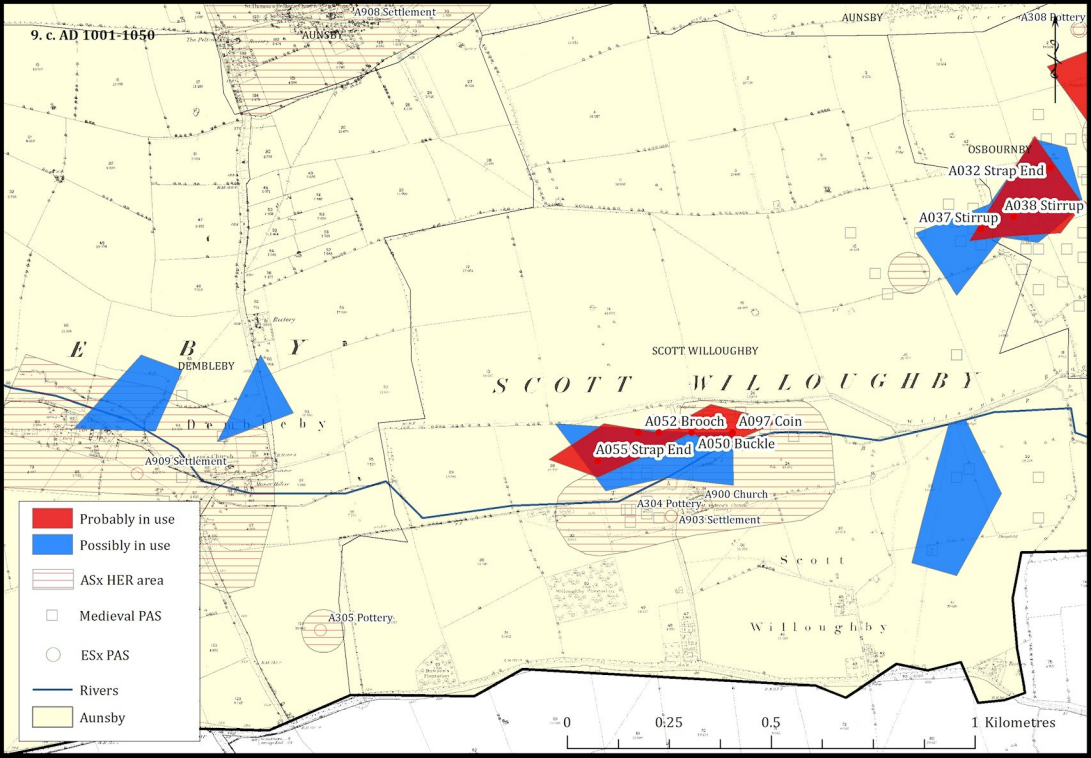 9. c. AD 1001-1050
A908 Settlement
AUNSBY
AUNSBY
A308 Pottery
OSBOURNBY
A032 Strap End
A038 Stirrup
A037 Stirrup
Rectory
E B Y
DEMBLEBY
SCOTT WILLOUGHBY
SCOTT WILLOUGHBY
Dembleby
A052 Brooch
A097 Coin
A050 Buckle
A055 Strap End
A909 Settlement
A900 Church
A304 Pottery
A903 Settlement
Scott
Willoughby
A305 Pottery
Probably in use
Possibly in use
ASx HER area
Medieval PAS
ESx PAS
Rivers
Aunsby
0 0.25 0.5 1 Kilometres